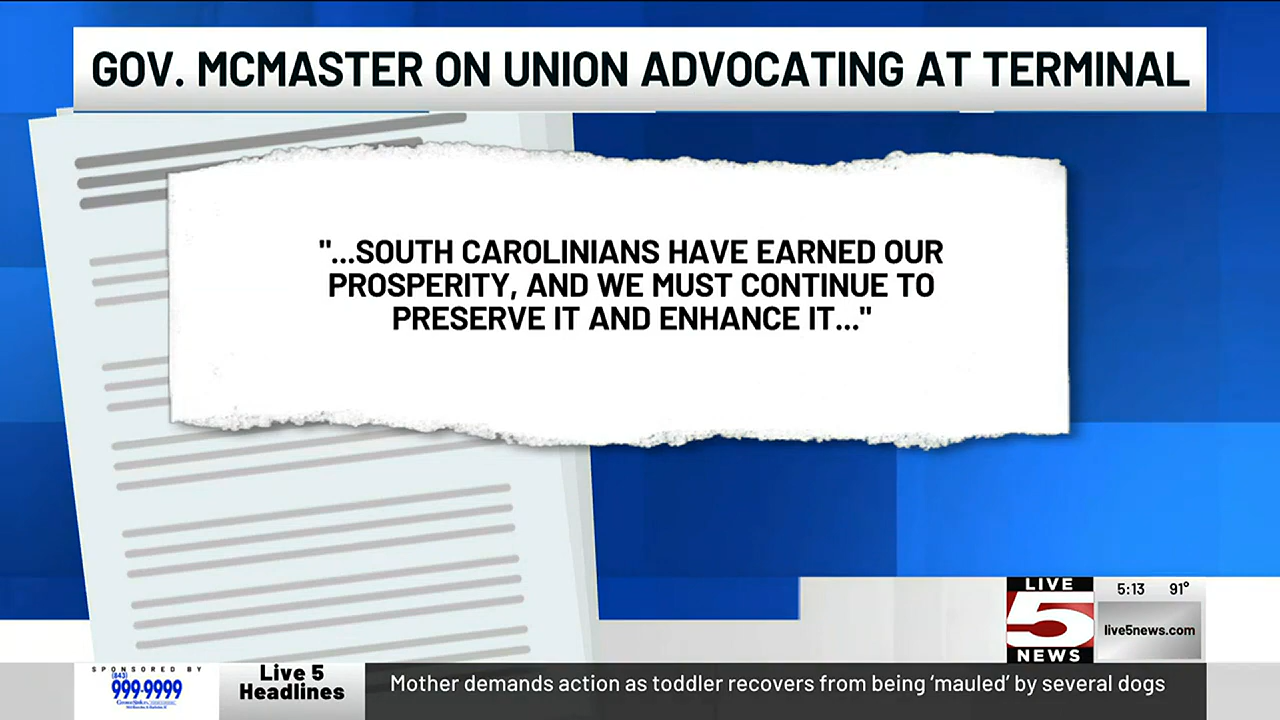 GOV. MCMASTER ON UNION ADVOCATING AT TERMINAL
"...SOUTH CAROLINIANS HAVE EARNED OUR
PROSPERITY, AND WE MUST CONTINUE TO
PRESERVE IT AND ENHANCE IT..."
LIVE
5
NEWS
5:13 91°
live5news.com
SPONSORED BY
(843)
999-9999
Live 5
Headlines
Mother demands action as toddler recovers from being ‘mauled’ by several dogs